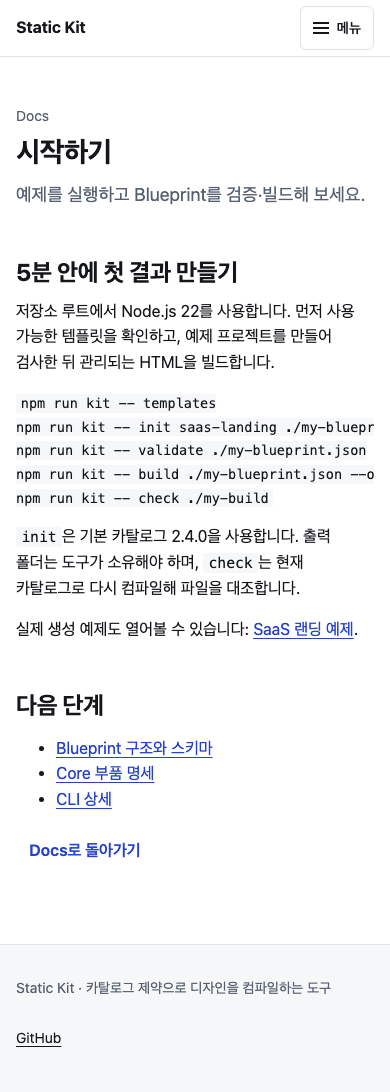 Static Kit
메뉴
Docs
시작하기
예제를 실행하고 Blueprint를 검증·빌드해 보세요.
5분 안에 첫 결과 만들기
저장소 루트에서 Node.js 22를 사용합니다. 먼저 사용
가능한 템플릿을 확인하고, 예제 프로젝트를 만들어
검사한 뒤 관리되는 HTML을 빌드합니다.
npm run kit -- templates
npm run kit -- init saas-landing ./my-bluepr
npm run kit -- validate ./my-blueprint.json
npm run kit -- build ./my-blueprint.json --o
npm run kit -- check ./my-build
init은 기본 카탈로그 2.4.0을 사용합니다. 출력
폴더는 도구가 소유해야 하며, check는 현재
카탈로그로 다시 컴파일해 파일을 대조합니다.
실제 생성 예제도 열어볼 수 있습니다: SaaS 랜딩 예제.
다음 단계
Blueprint 구조와 스키마
Core 부품 명세
CLI 상세
Docs로 돌아가기
Static Kit · 카탈로그 제약으로 디자인을 컴파일하는 도구
GitHub